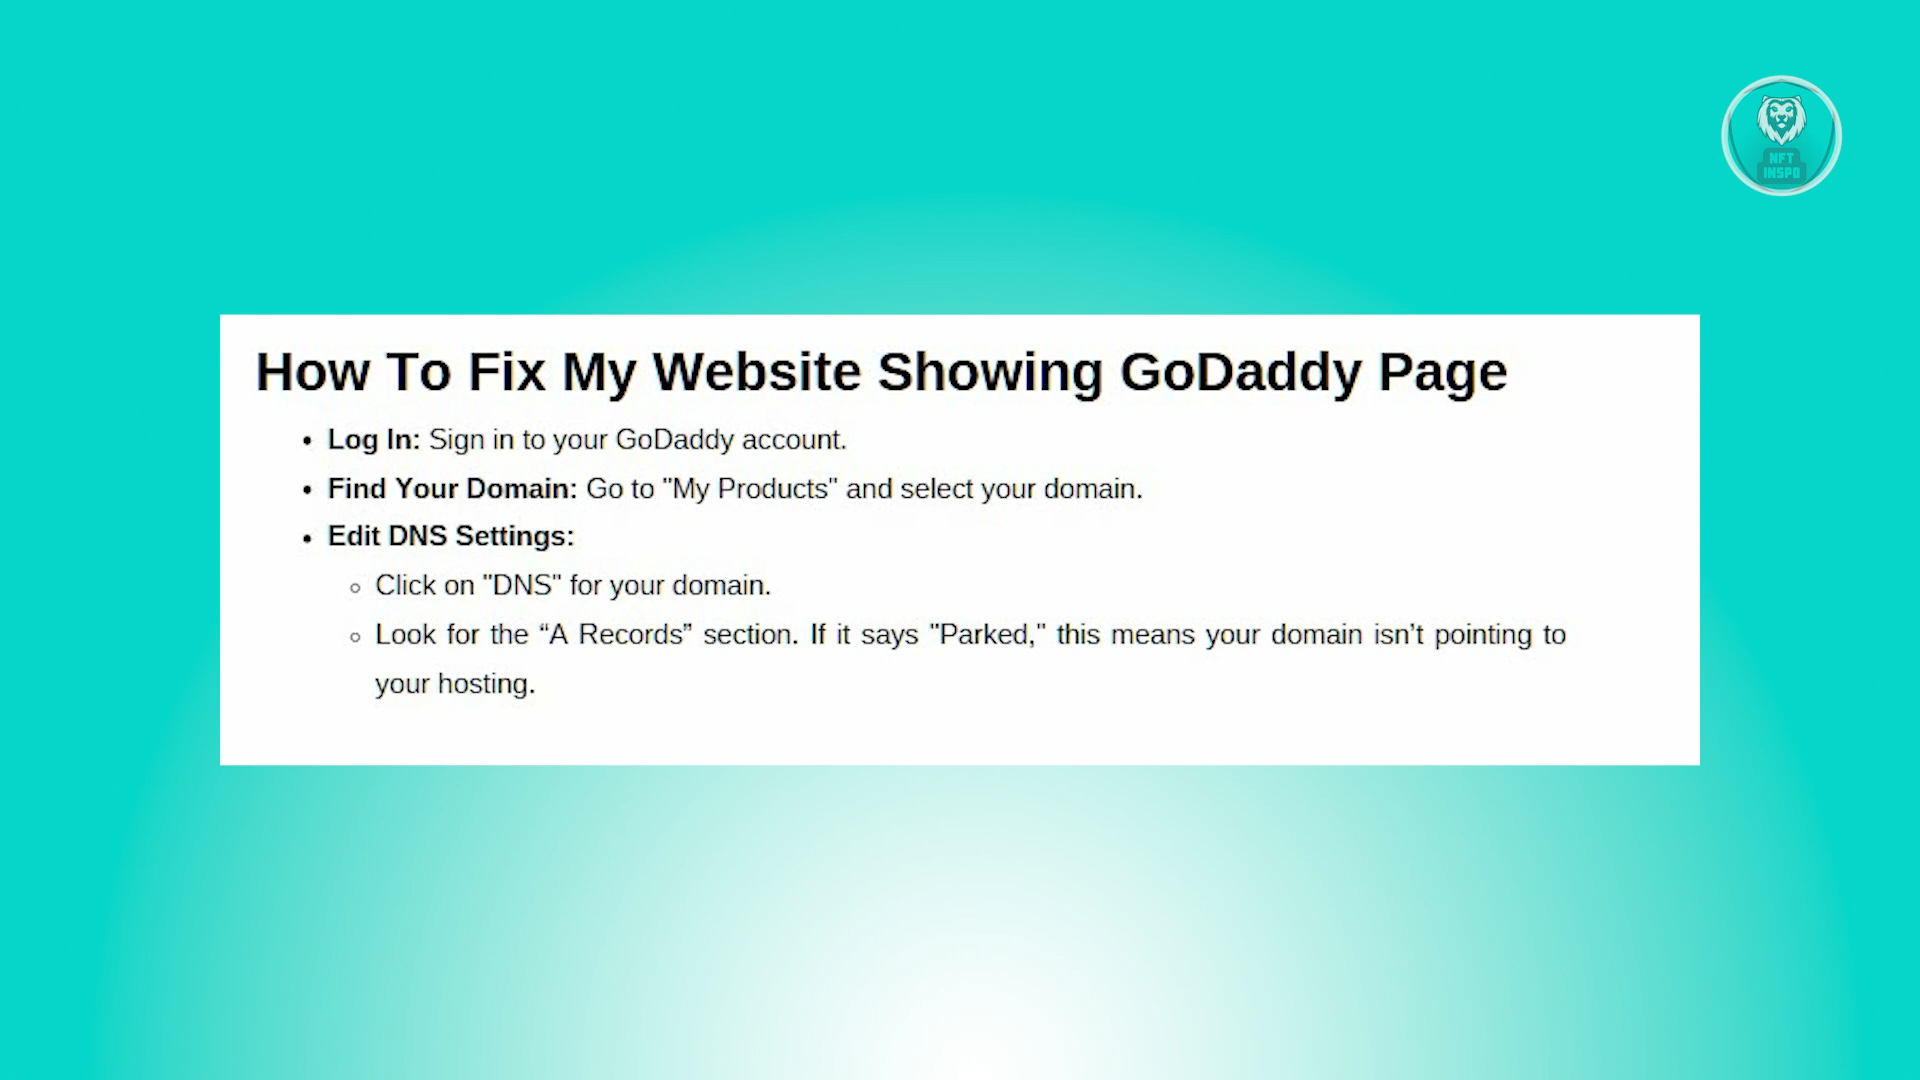 NFT
INSPO
How To Fix My Website Showing GoDaddy Page
• Log In: Sign in to your GoDaddy account.
• Find Your Domain: Go to "My Products" and select your domain.
• Edit DNS Settings:
○ Click on "DNS" for your domain.
○ Look for the “A Records” section. If it says "Parked," this means your domain isn’t pointing to
your hosting.